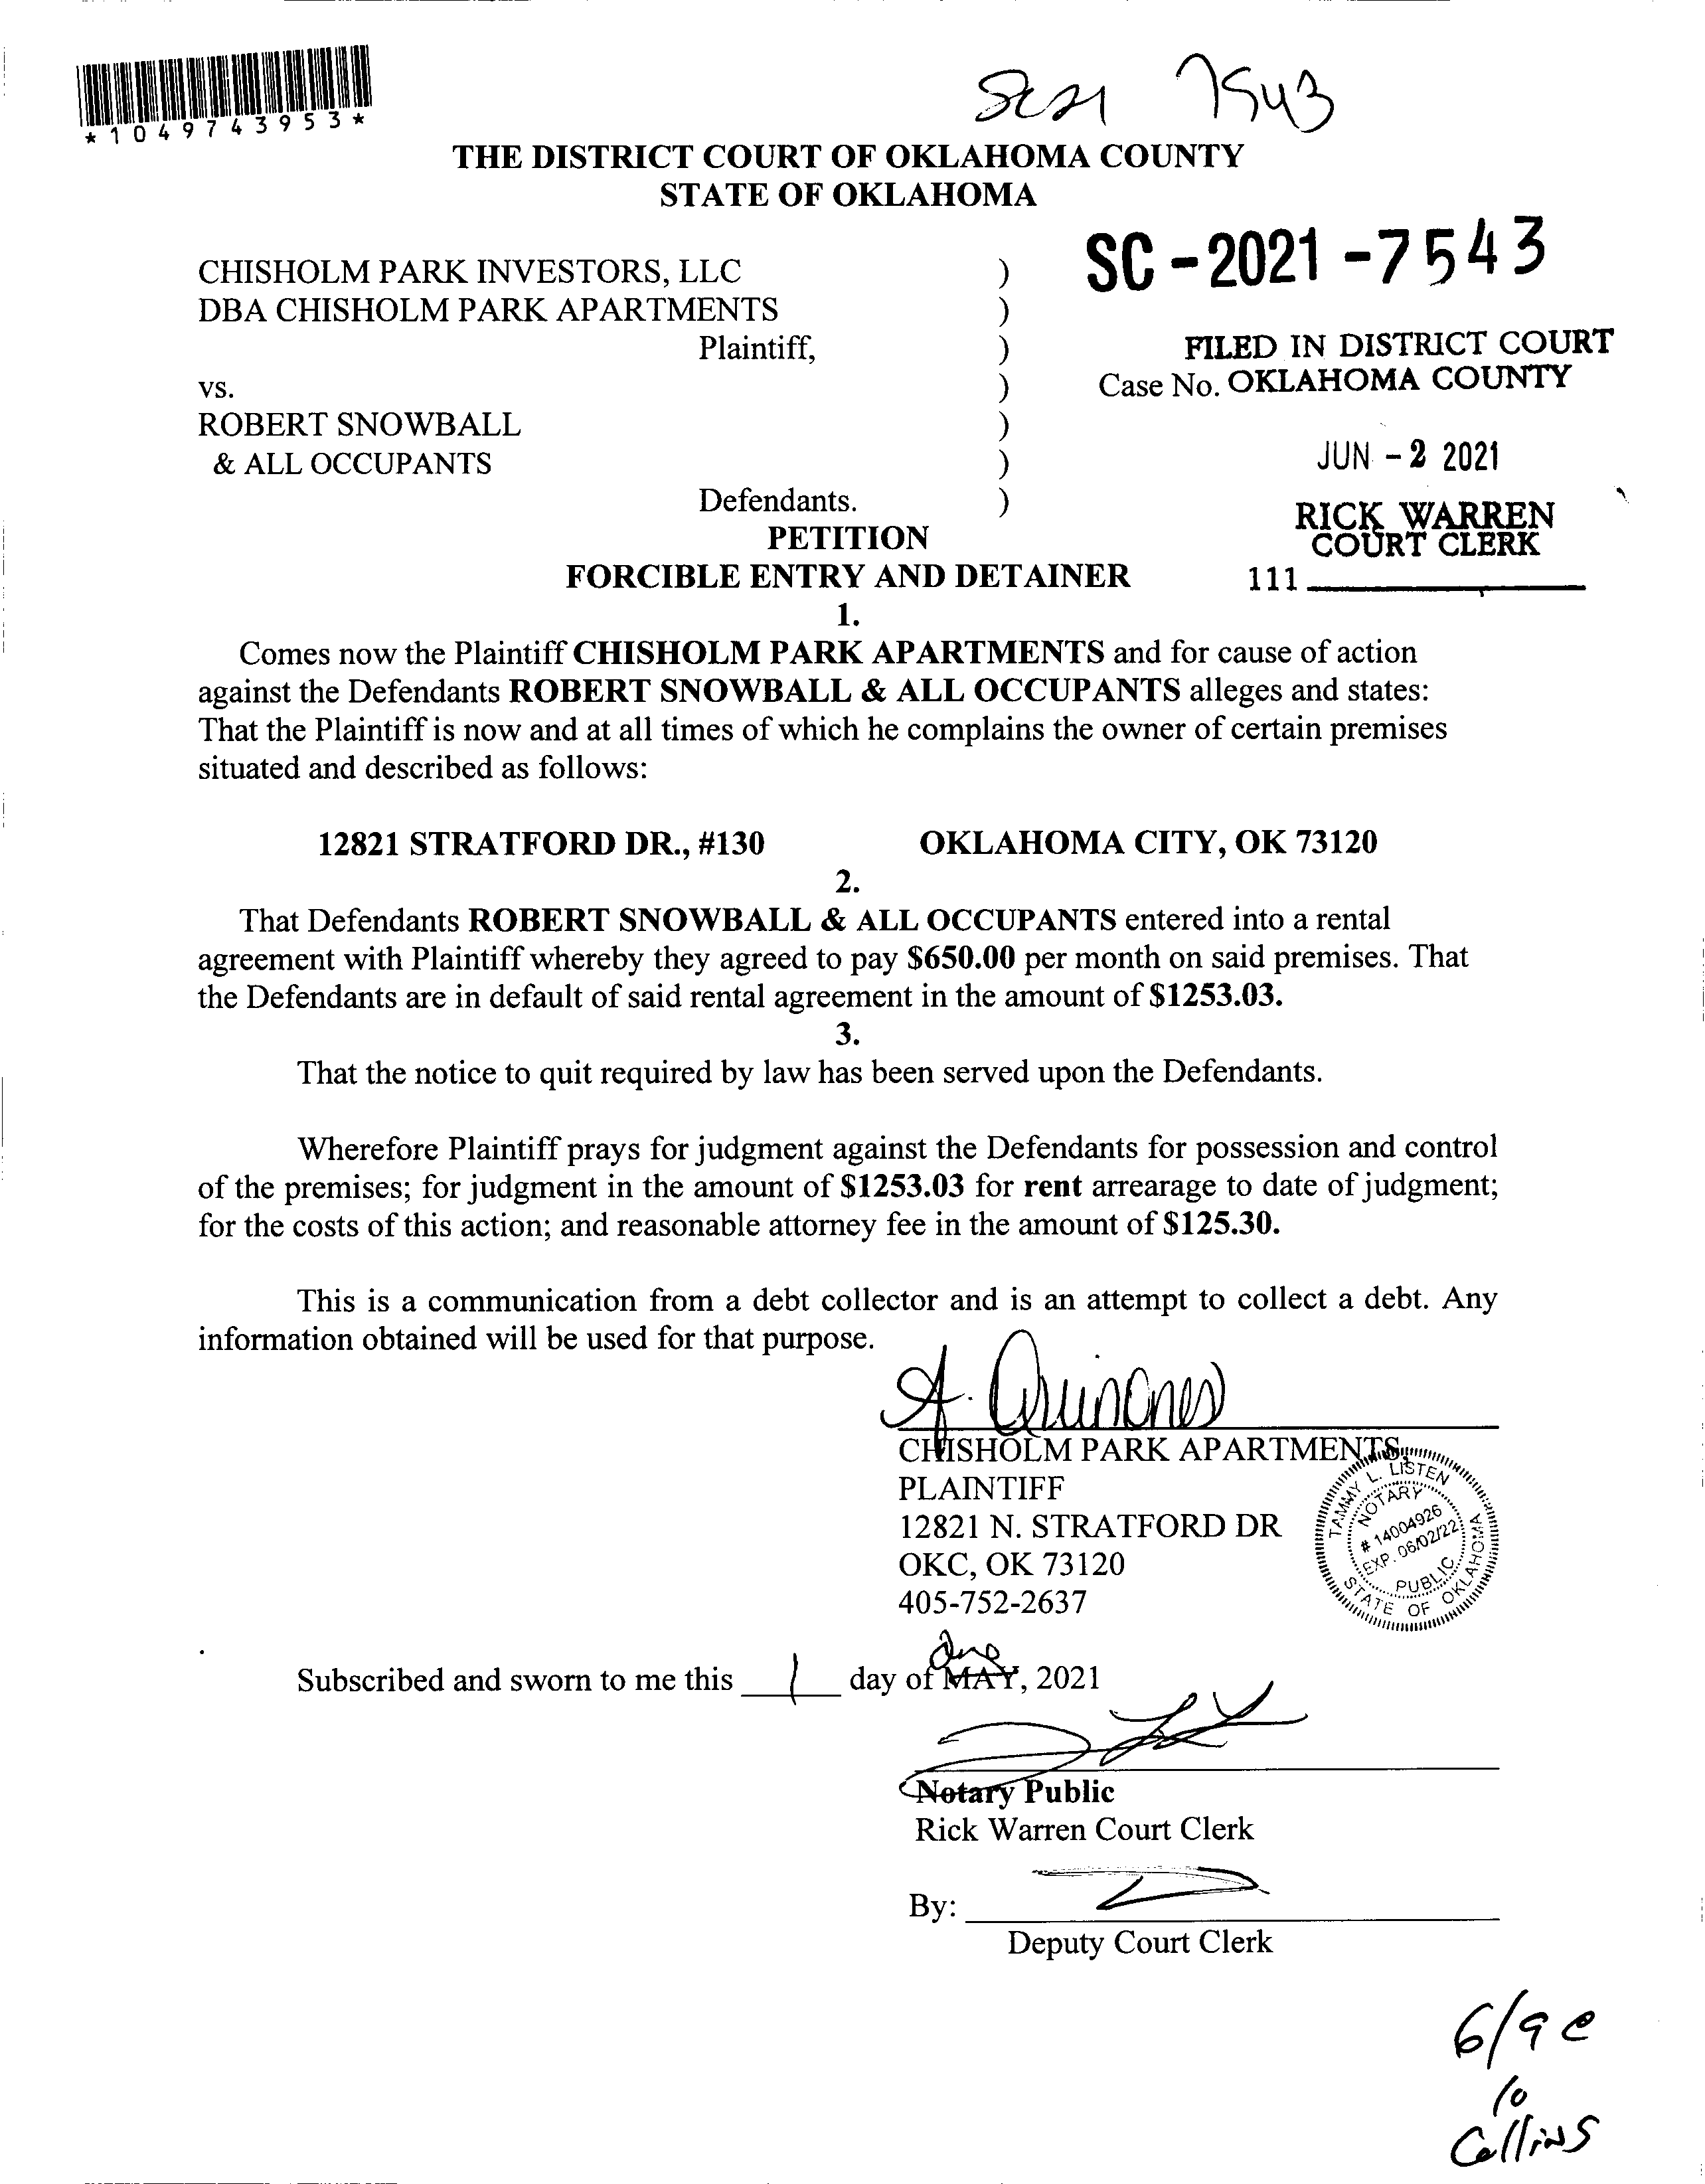 *1049743953*
SC21 7543
THE DISTRICT COURT OF OKLAHOMA COUNTY
STATE OF OKLAHOMA
SC-2021-7543
CHISHOLM PARK INVESTORS, LLC )
DBA CHISHOLM PARK APARTMENTS )
Plaintiff, ) FILED IN DISTRICT COURT
vs. ) Case No. OKLAHOMA COUNTY
ROBERT SNOWBALL )
& ALL OCCUPANTS ) JUN -2 2021
Defendants. )
RICK WARREN
COURT CLERK
111
PETITION
FORCIBLE ENTRY AND DETAINER
1.
Comes now the Plaintiff CHISHOLM PARK APARTMENTS and for cause of action
against the Defendants ROBERT SNOWBALL & ALL OCCUPANTS alleges and states:
That the Plaintiff is now and at all times of which he complains the owner of certain premises
situated and described as follows:
12821 STRATFORD DR., #130 OKLAHOMA CITY, OK 73120
2.
That Defendants ROBERT SNOWBALL & ALL OCCUPANTS entered into a rental
agreement with Plaintiff whereby they agreed to pay $650.00 per month on said premises. That
the Defendants are in default of said rental agreement in the amount of $1253.03.
3.
That the notice to quit required by law has been served upon the Defendants.
Wherefore Plaintiff prays for judgment against the Defendants for possession and control
of the premises; for judgment in the amount of $1253.03 for rent arrearage to date of judgment;
for the costs of this action; and reasonable attorney fee in the amount of $125.30.
This is a communication from a debt collector and is an attempt to collect a debt. Any
information obtained will be used for that purpose.
A. Quinones
CHISHOLM PARK APARTMENTS,
PLAINTIFF
12821 N. STRATFORD DR
OKC, OK 73120
405-752-2637
TAMMY L. LISTEN
NOTARY
# 14004926
EXP. 06/02/22
PUBLIC
STATE OF OKLAHOMA
June
Subscribed and sworn to me this 1 day of MAY, 2021
Notary Public
Rick Warren Court Clerk
By:
Deputy Court Clerk
6/9 @
10
Collins